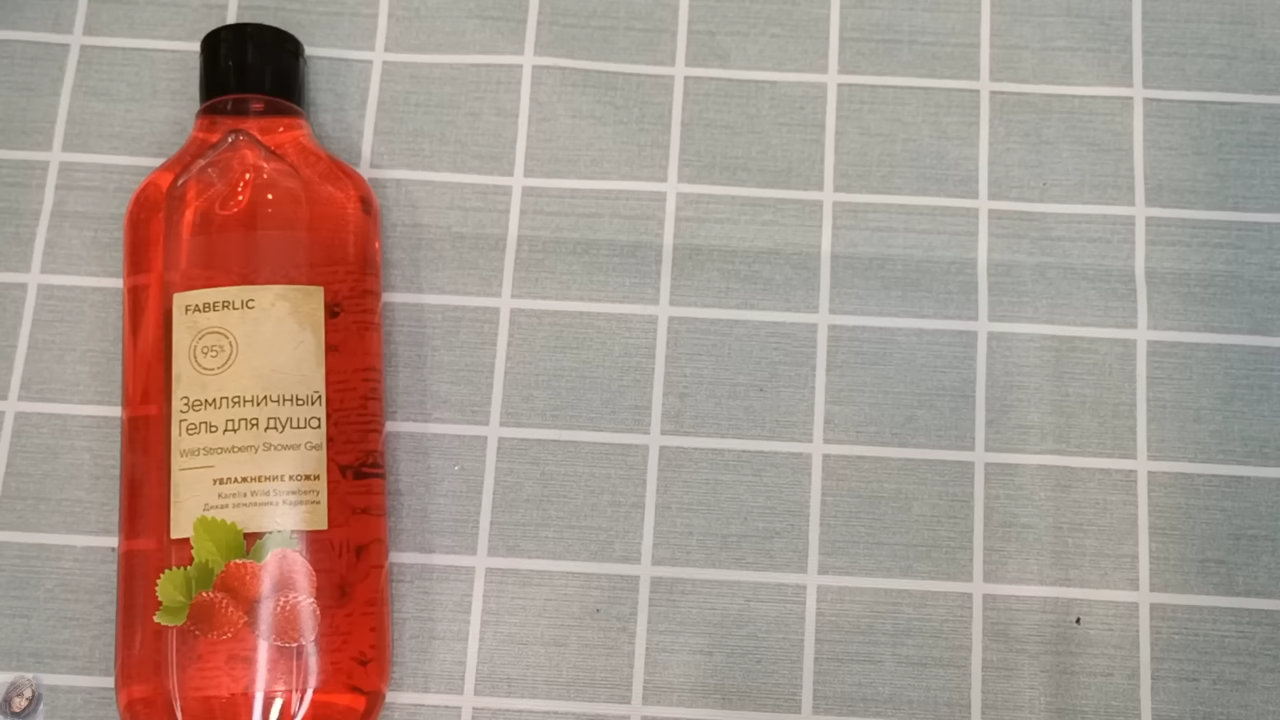 FABERLIC
95%
Земляничный
Гель для душа
Wild Strawberry Shower Gel
УВЛАЖНЕНИЕ КОЖИ
Karelia Wild Strawberry
Дикая земляника Карелии